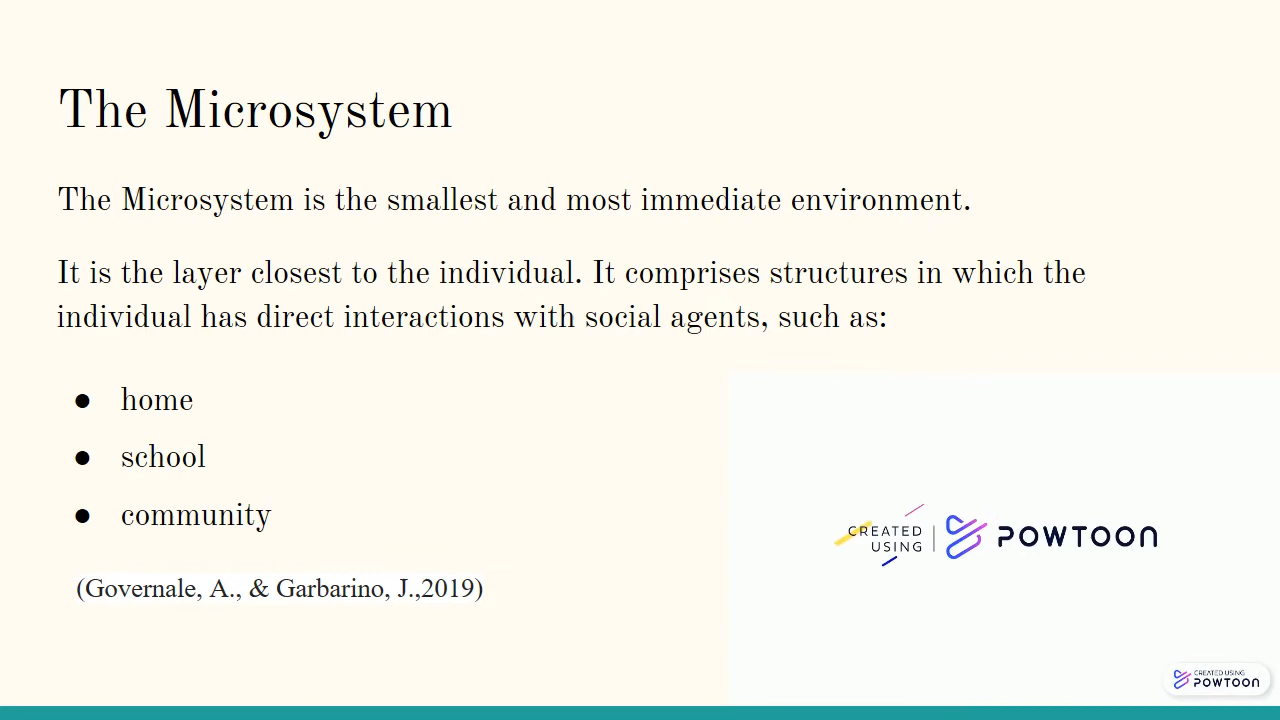 The Microsystem
The Microsystem is the smallest and most immediate environment.
It is the layer closest to the individual. It comprises structures in which the
individual has direct interactions with social agents, such as:
● home
● school
● community
(Governale, A., & Garbarino, J.,2019)
CREATED
USING
POWTOON
CREATED USING
POWTOON